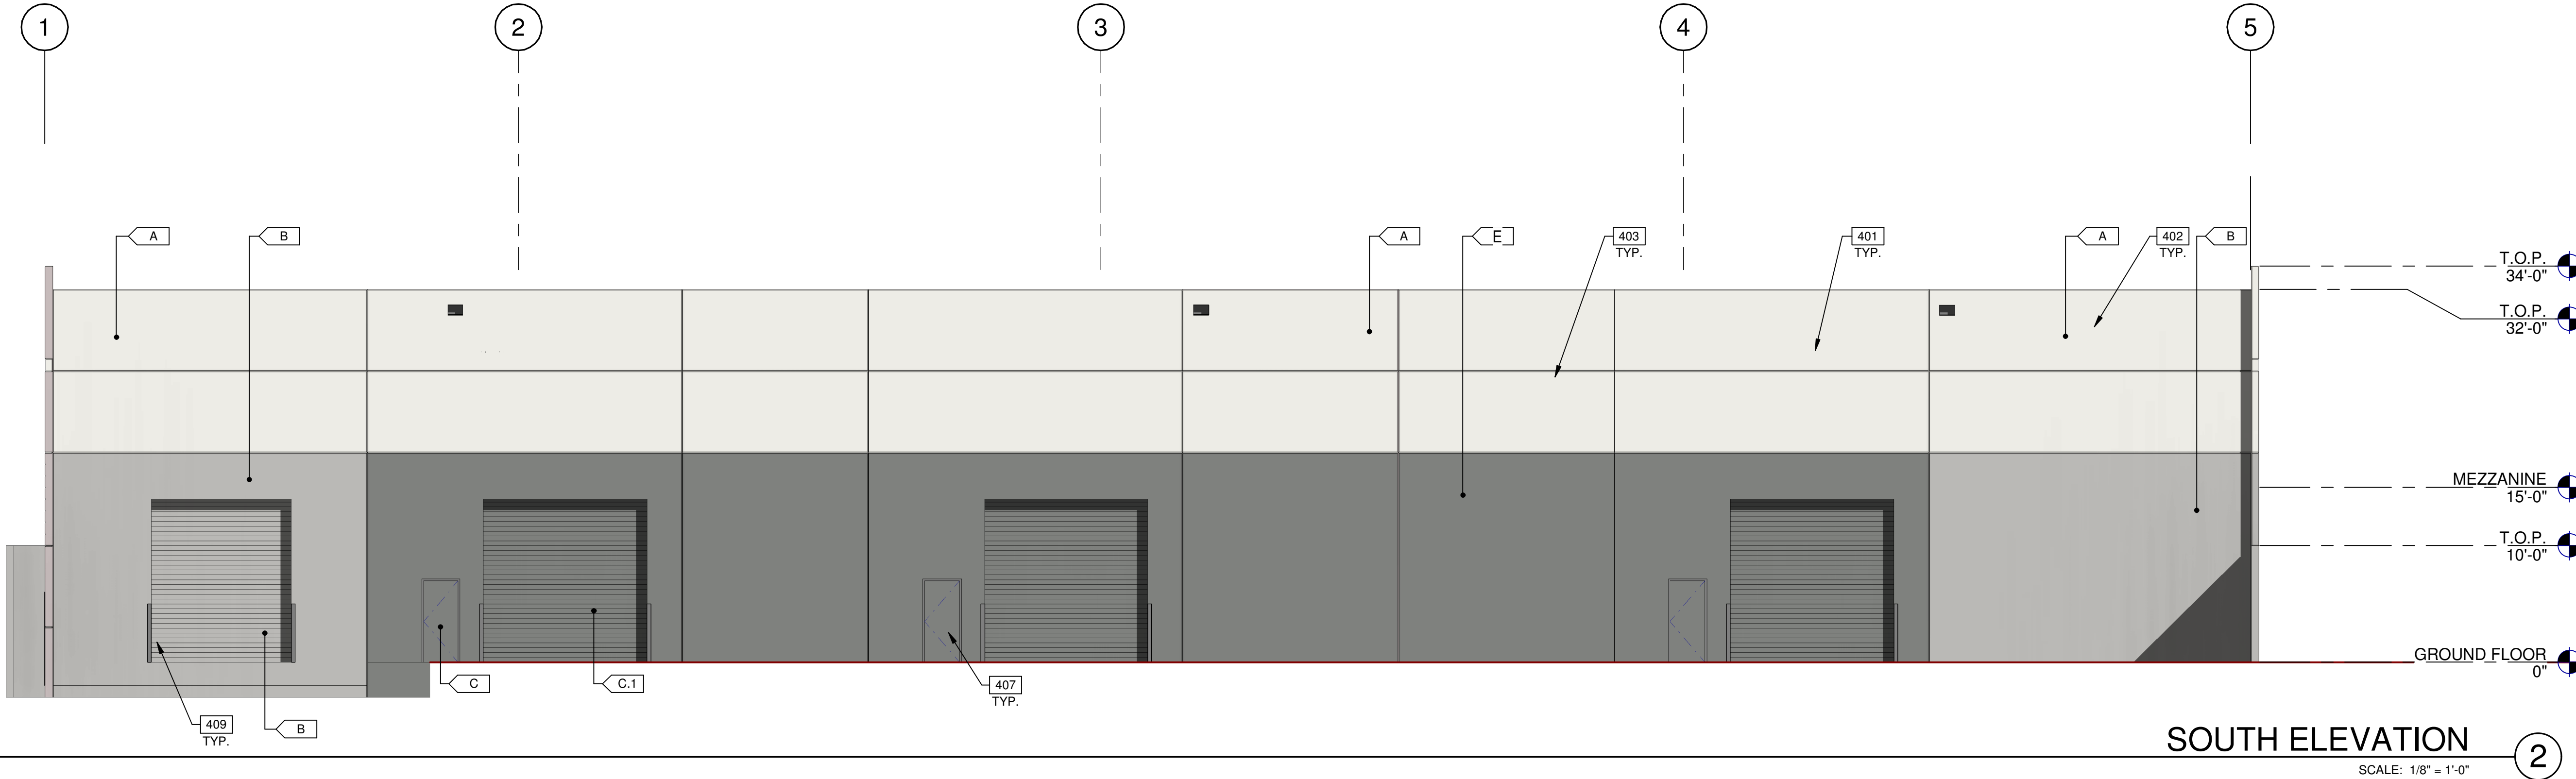 1 2 3 4 5
A B A E 403 401 A 402 B
TYP. TYP. TYP.
T.O.P.
34'-0"
T.O.P.
32'-0"
MEZZANINE
15'-0"
T.O.P.
10'-0"
GROUND FLOOR
0"
C C.1 407
TYP.
409 B
TYP.
SOUTH ELEVATION
2
SCALE: 1/8" = 1'-0"